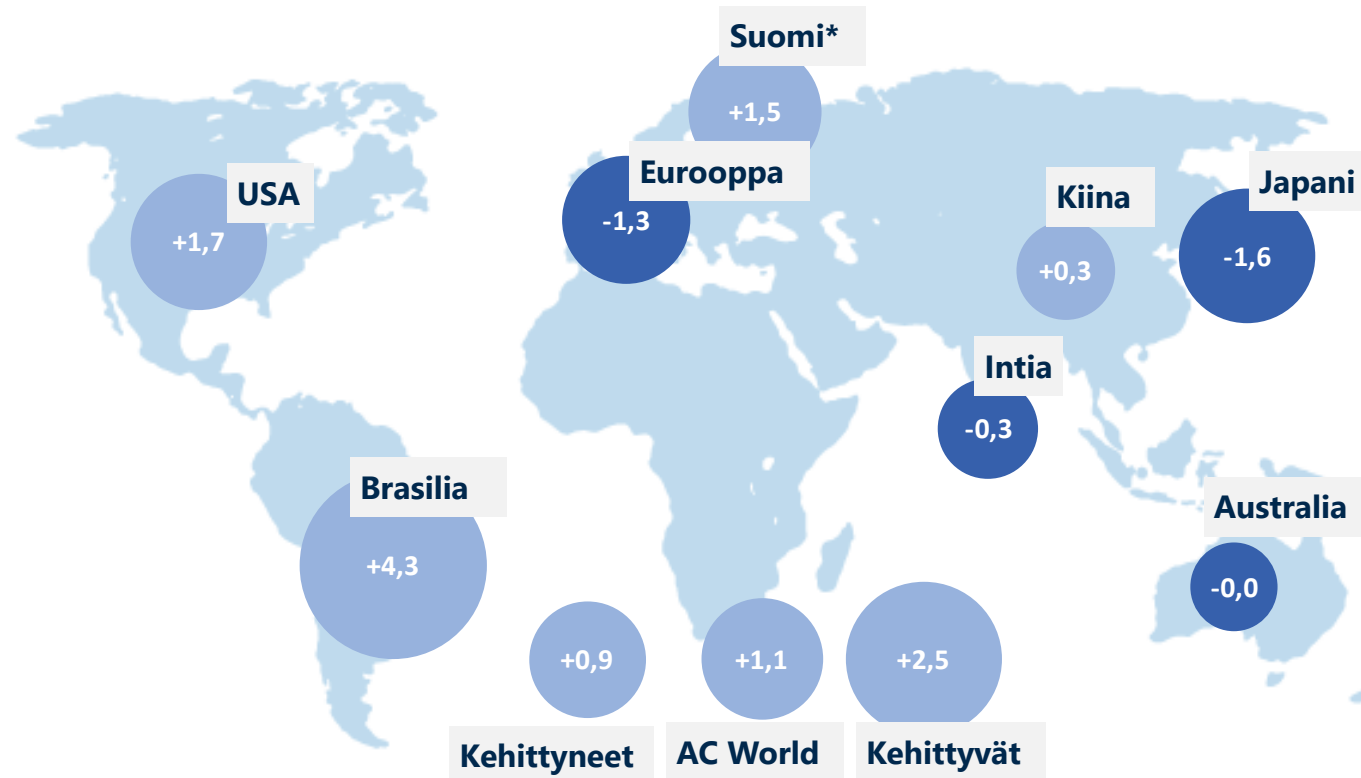 Suomi*
+1,5
Eurooppa
-1,3
USA
+1,7
Kiina
+0,3
Japani
-1,6
Intia
-0,3
Brasilia
+4,3
Australia
-0,0
+0,9
Kehittyneet
+1,1
AC World
+2,5
Kehittyvät